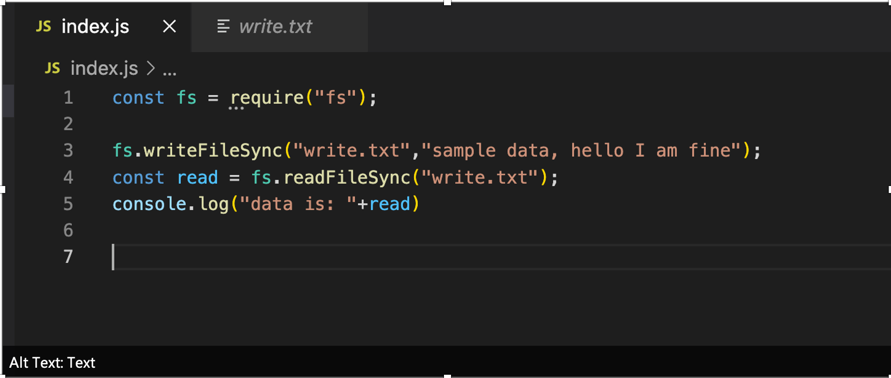 JS index.js × write.txt
JS index.js > ...
1 const fs = require("fs");
2
3 fs.writeFileSync("write.txt","sample data, hello I am fine");
4 const read = fs.readFileSync("write.txt");
5 console.log("data is: "+read)
6
7
Alt Text: Text